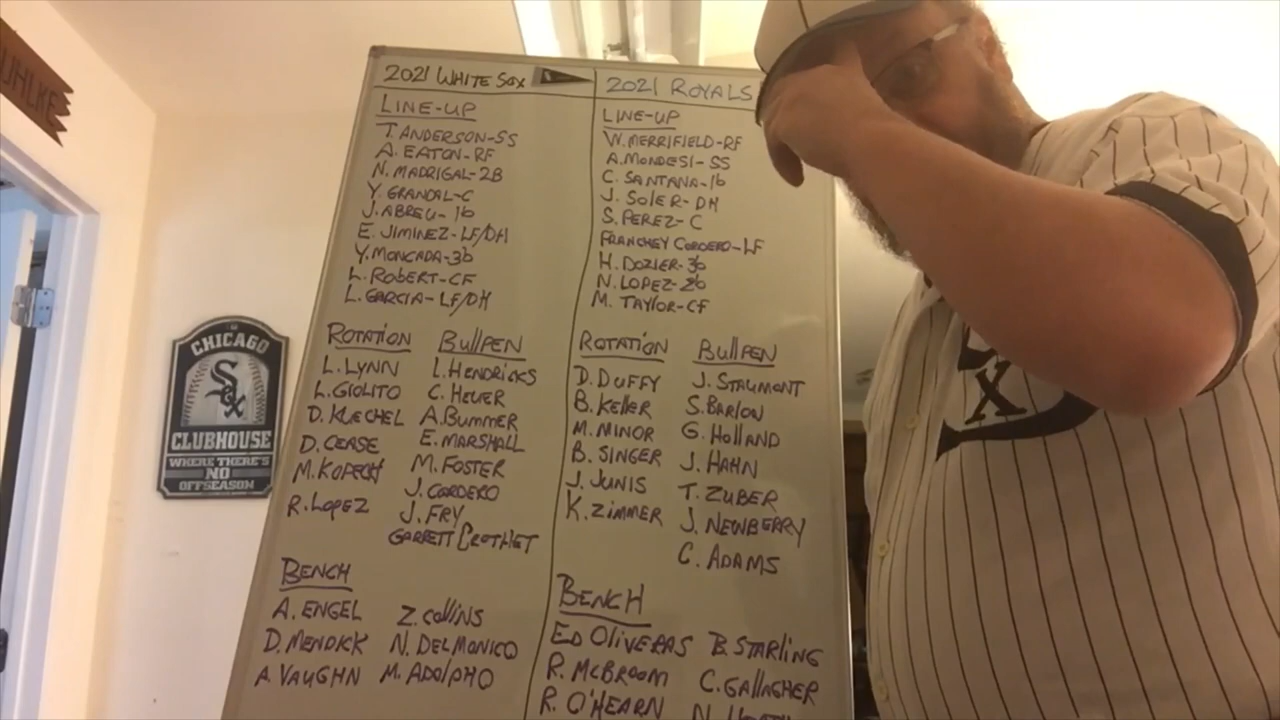 UHLKE
CHICAGO
Sox
CLUBHOUSE
WHERE THERE'S
NO
OFFSEASON
2021 WHITE SOX
LINE-UP
T. ANDERSON-SS
A. EATON-RF
N. MADRIGAL-2B
Y. GRANDAL-C
J. ABREU-1b
E. JIMINEZ-LF/DH
Y. MONCADA-3b
L. ROBERT-CF
L. GARCIA-LF/DH
ROTATION
L. LYNN
L. GIOLITO
D. KUECHEL
D. CEASE
M. KOPECH
R. LOPEZ
BULLPEN
L. HENDRICKS
C. HEUER
A. BUMMER
E. MARSHALL
M. FOSTER
J. CORDERO
J. FRY
GARRETT CROTHET
BENCH
A. ENGEL
D. MENDICK
A. VAUGHN
Z. COLLINS
N. DELMONICO
M. ADOLPHO
2021 ROYALS
LINE-UP
W. MERRIFIELD-RF
A. MONDESI-SS
C. SANTANA-1b
J. SOLER-DH
S. PEREZ-C
FRANCHEY CORDERO-LF
H. DOZIER-3b
N. LOPEZ-2b
M. TAYLOR-CF
ROTATION
D. DUFFY
B. KELLER
M. MINOR
B. SINGER
J. JUNIS
K. ZIMMER
BULLPEN
J. STAUMONT
S. BARLOW
G. HOLLAND
J. HAHN
T. ZUBER
J. NEWBERRY
C. ADAMS
BENCH
ED OLIVERAS
R. MCBROOM
R. O'HEARN
B. STARLING
C. GALLAGHER
N.